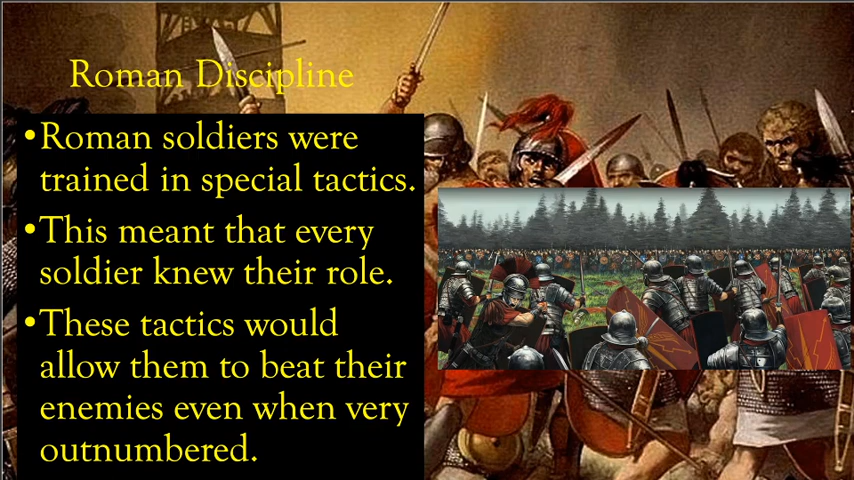 Roman Discipline
•Roman soldiers were
trained in special tactics.
•This meant that every
soldier knew their role.
•These tactics would
allow them to beat their
enemies even when very
outnumbered.